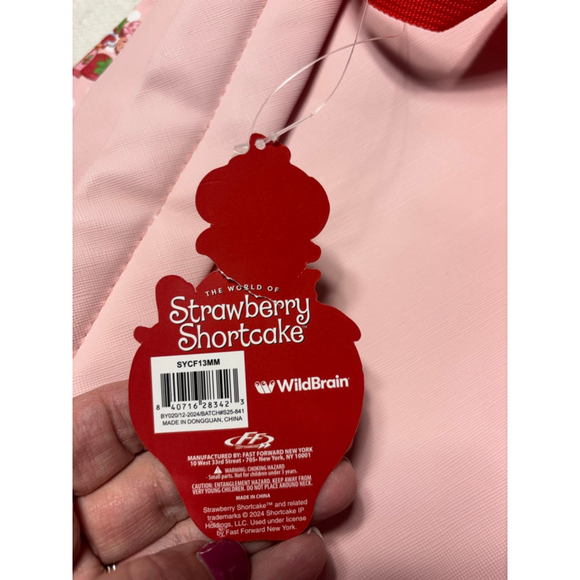 THE WORLD OF
Strawberry
Shortcake™
SYCF13MM
8 40716 28342 3
BY020/12-2024/BATCH#S25-841
MADE IN DONGGUAN, CHINA
WildBrain®
FF
MANUFACTURED BY: FAST FORWARD NEW YORK
10 West 33rd Street • 705• New York, NY, 10001
WARNING: CHOKING HAZARD
- Small parts. Not for children under 3 years.
CAUTION: ENTANGLEMENT HAZARD. KEEP AWAY FROM
VERY YOUNG CHILDREN. DO NOT PLACE AROUND NECK.
MADE IN CHINA
Strawberry Shortcake™ and related
trademarks © 2024 Shortcake IP
Holdings, LLC. Used under license
by Fast Forward New York.